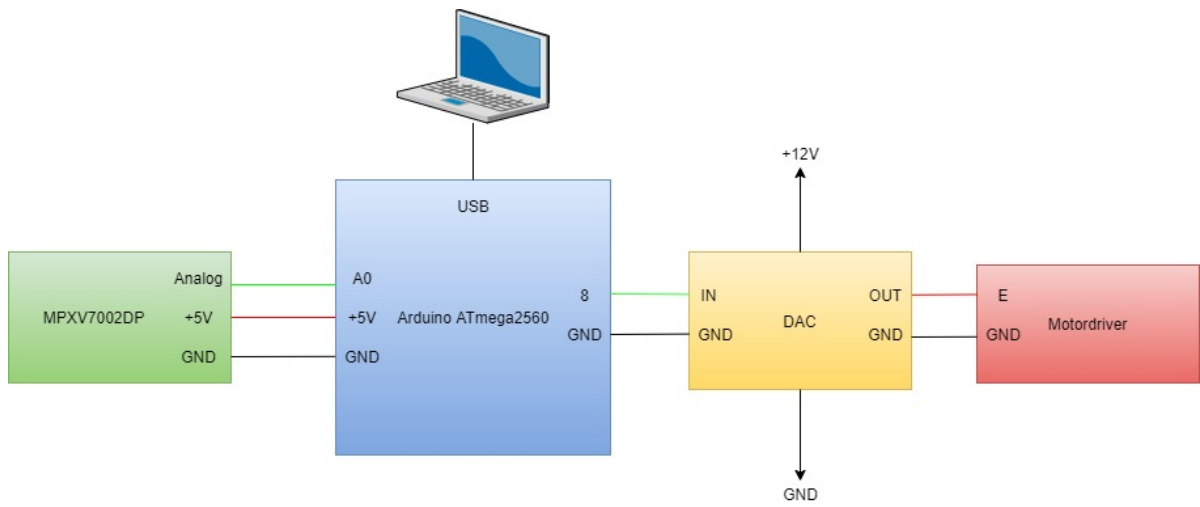 +12V
USB
Analog
A0
MPXV7002DP
+5V
+5V
Arduino ATmega2560
GND
GND
8
GND
IN
GND
DAC
OUT
GND
E
GND
Motordriver
GND